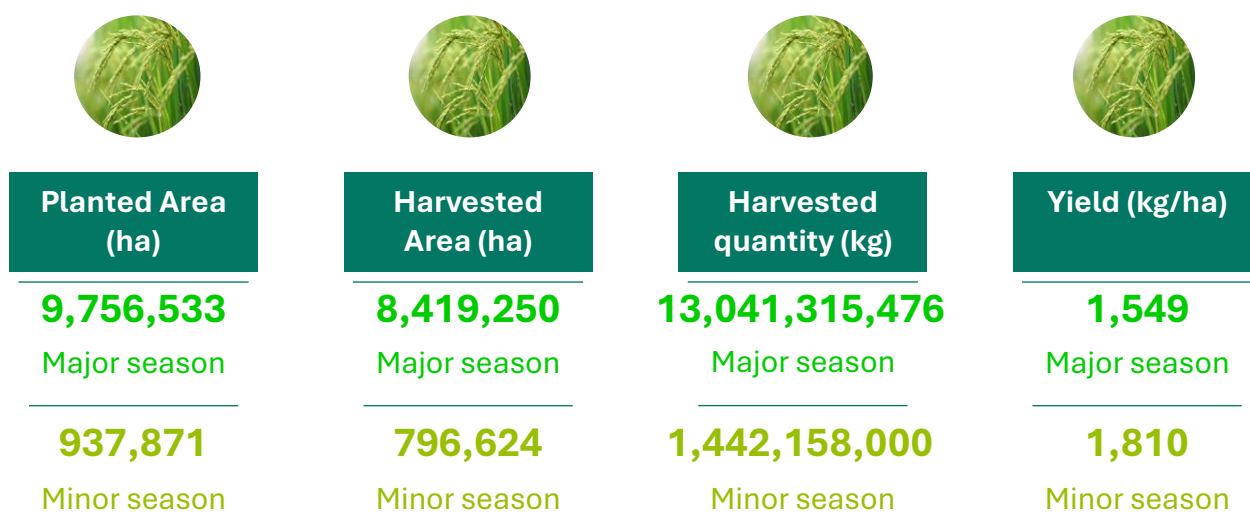 Planted Area
(ha)
9,756,533
Major season
937,871
Minor season
Harvested
Area (ha)
8,419,250
Major season
796,624
Minor season
Harvested
quantity (kg)
13,041,315,476
Major season
1,442,158,000
Minor season
Yield (kg/ha)
1,549
Major season
1,810
Minor season